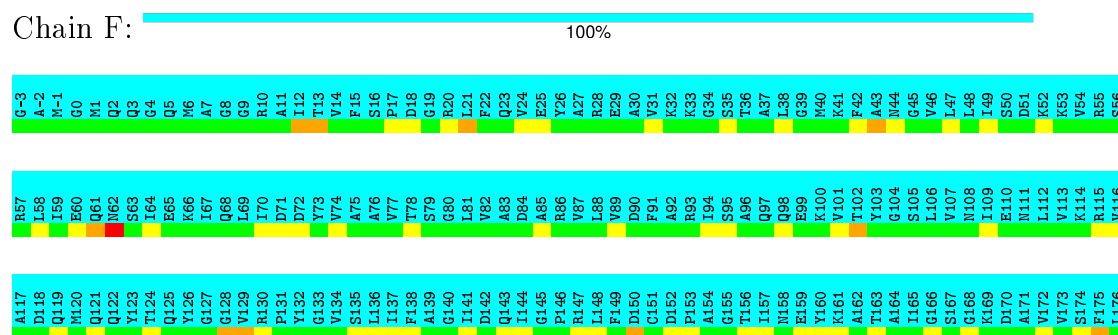 Chain F:
100%
G-3 A-2 M-1 G0 M1 Q2 Q3 G4 Q5 M6 A7 G8 G9 R10 A11 I12 T13 V14 F15 S16 P17 D18 G19 R20 L21 F22 Q23 V24 E25 Y26 A27 R28 E29 A30 V31 K32 K33 G34 S35 T36 A37 L38 G39 M40 K41 F42 A43 N44 G45 V46 L47 L48 I49 S50 D51 K52 K53 V54 R55 S56
R57 L58 I59 E60 Q61 N62 S63 I64 E65 K66 I67 Q68 L69 I70 D71 D72 Y73 V74 A75 A76 V77 T78 S79 G80 L81 V82 A83 D84 A85 R86 V87 L88 V89 D90 F91 A92 R93 I94 S95 A96 Q97 Q98 E99 K100 V101 T102 Y103 G104 S105 L106 V107 N108 I109 E110 N111 L112 V113 K114 R115 V116
A117 D118 Q119 M120 Q121 Q122 Y123 T124 Q125 Y126 G127 G128 V129 R130 P131 Y132 G133 V134 S135 L136 I137 F138 A139 G140 I141 D142 Q143 I144 G145 P146 R147 L148 F149 D150 C151 D152 P153 A154 G155 T156 I157 N158 E159 Y160 K161 A162 T163 A164 I165 G166 S167 G168 K169 D170 A171 V172 V173 S174 F175